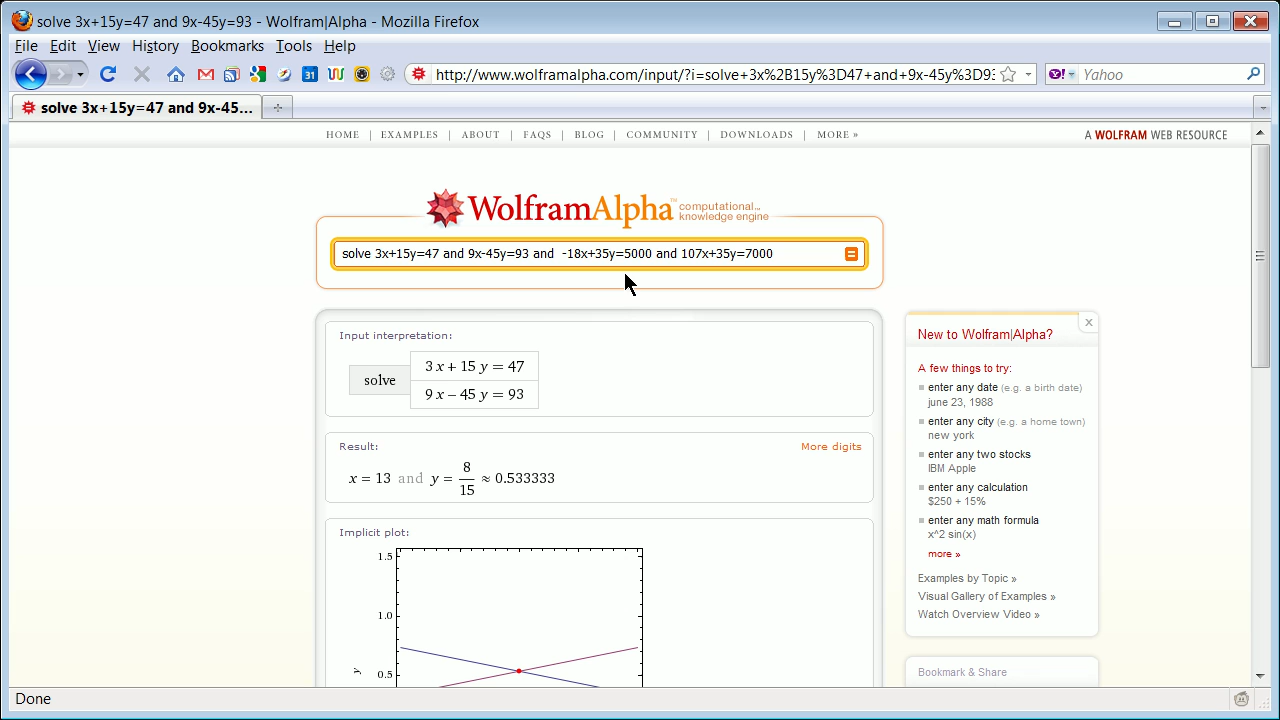 solve 3x+15y=47 and 9x-45y=93 - Wolfram|Alpha - Mozilla Firefox
File Edit View History Bookmarks Tools Help
http://www.wolframalpha.com/input/?i=solve+3x%2B15y%3D47+and+9x-45y%3D93
Yahoo
solve 3x+15y=47 and 9x-45...
HOME | EXAMPLES | ABOUT | FAQS | BLOG | COMMUNITY | DOWNLOADS | MORE »
A WOLFRAM WEB RESOURCE
WolframAlpha™ computational...
knowledge engine
solve 3x+15y=47 and 9x-45y=93 and  -18x+35y=5000 and 107x+35y=7000
Input interpretation:
solve
3 x + 15 y = 47
9 x – 45 y = 93
Result:
More digits
x = 13 and y = 8/15 ≈ 0.533333
Implicit plot:
1.5
1.0
0.5
y
New to Wolfram|Alpha?
A few things to try:
enter any date (e.g. a birth date)
june 23, 1988
enter any city (e.g. a home town)
new york
enter any two stocks
IBM Apple
enter any calculation
$250 + 15%
enter any math formula
x^2 sin(x)
more »
Examples by Topic »
Visual Gallery of Examples »
Watch Overview Video »
Bookmark & Share
Done